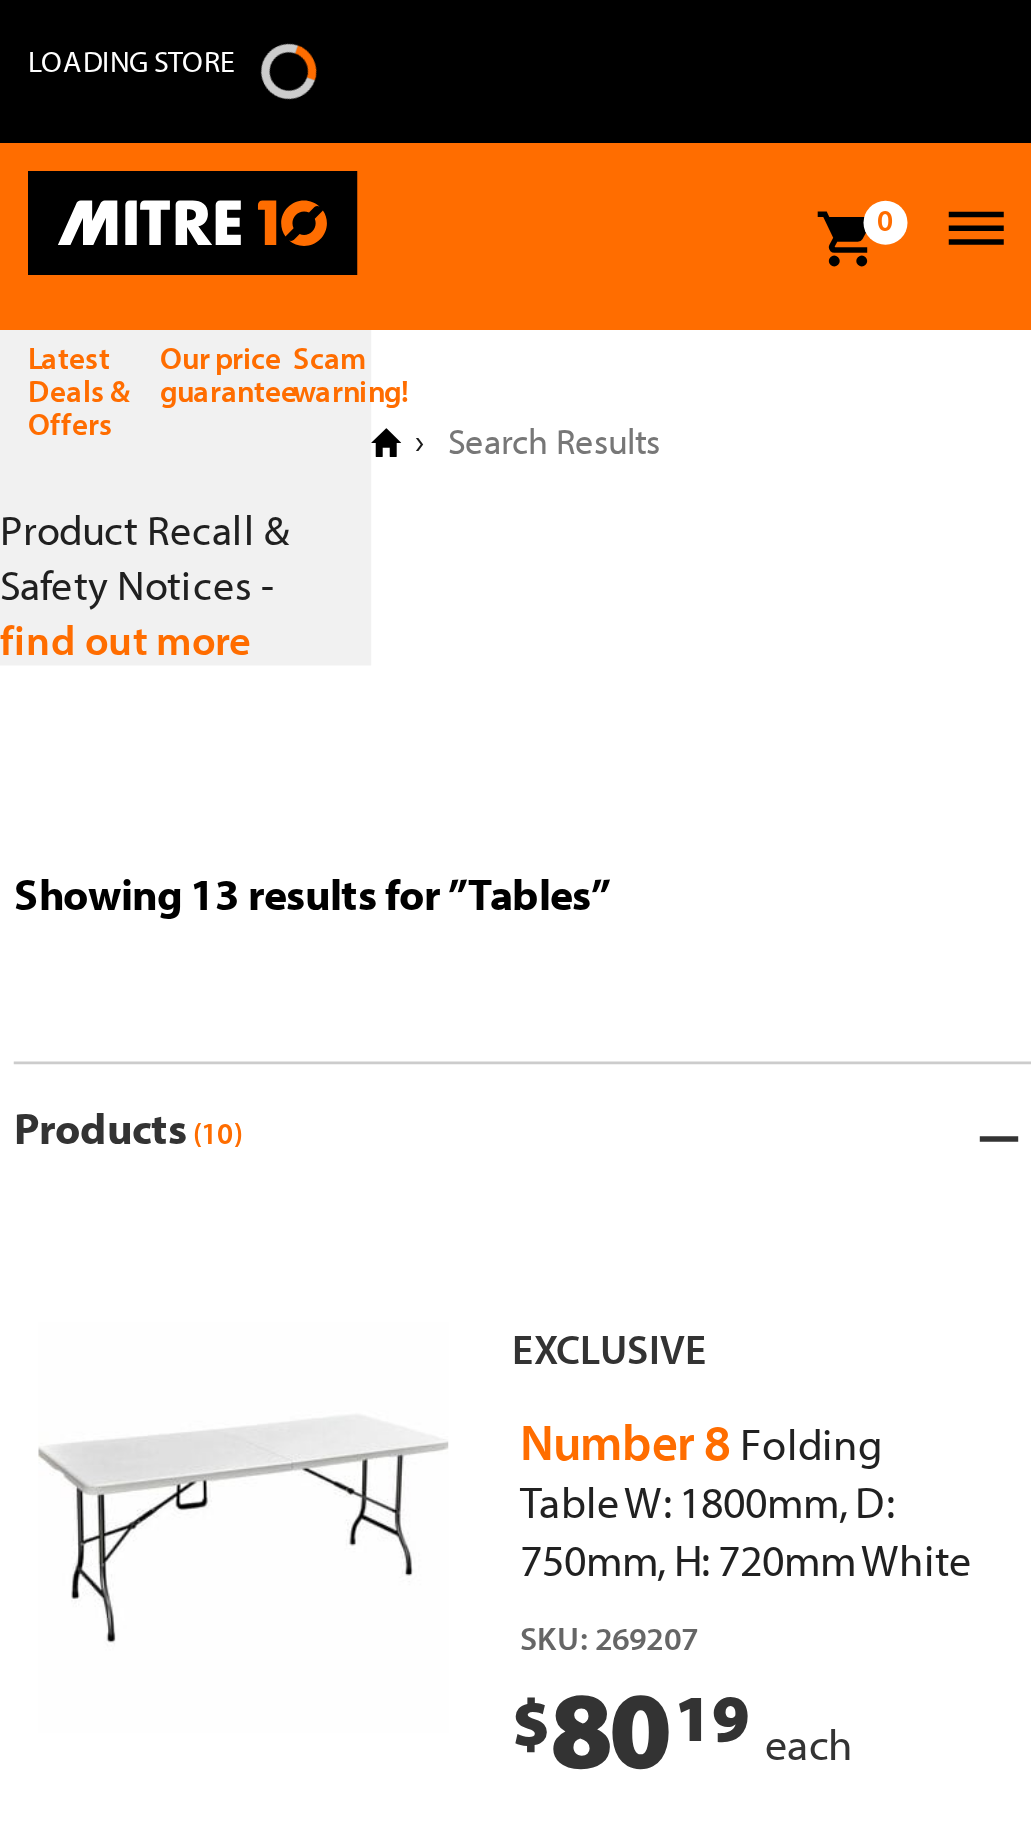 LOADING STORE
MITRE 10
0
Latest Deals & Offers
Our price guarantee
Scam warning!
› Search Results
Product Recall &
Safety Notices -
find out more
Showing 13 results for ”Tables”
Products (10)
EXCLUSIVE
Number 8 Folding
Table W: 1800mm, D:
750mm, H: 720mm White
SKU: 269207
$80 19 each